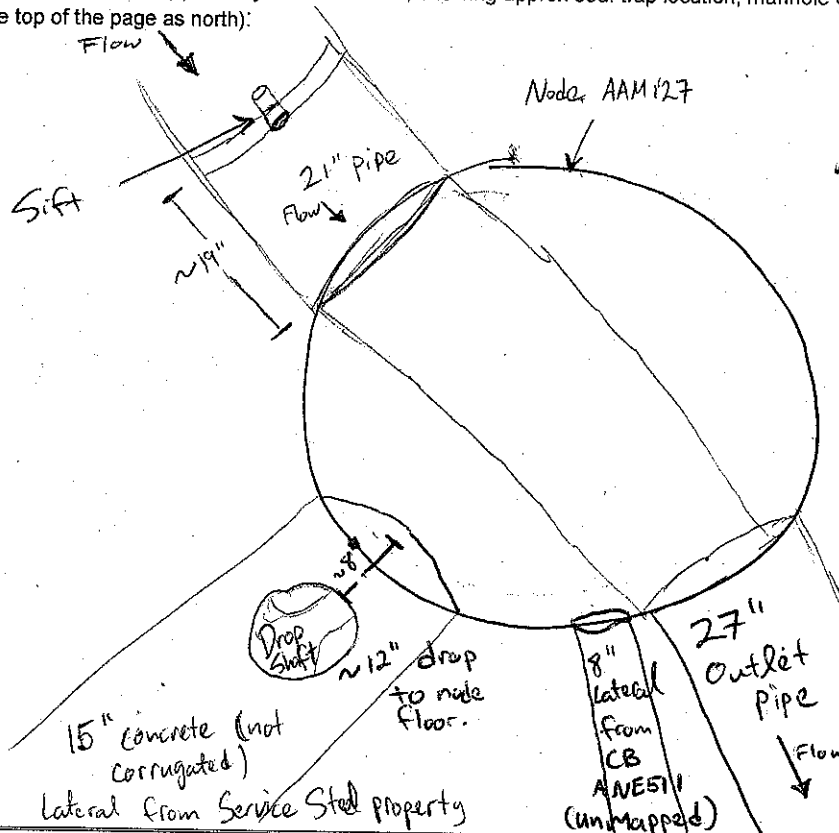 e top of the page as north):
Flow
Node AAM127
21" pipe
Flow
Sift
~19"
~8"
Drop
Shaft
~12" drop
to node
floor.
15" concrete (not
corrugated)
lateral from Service Steel property
8"
Lateral
from
CB
ANE511
(unmapped)
27"
Outlet
pipe
Flow